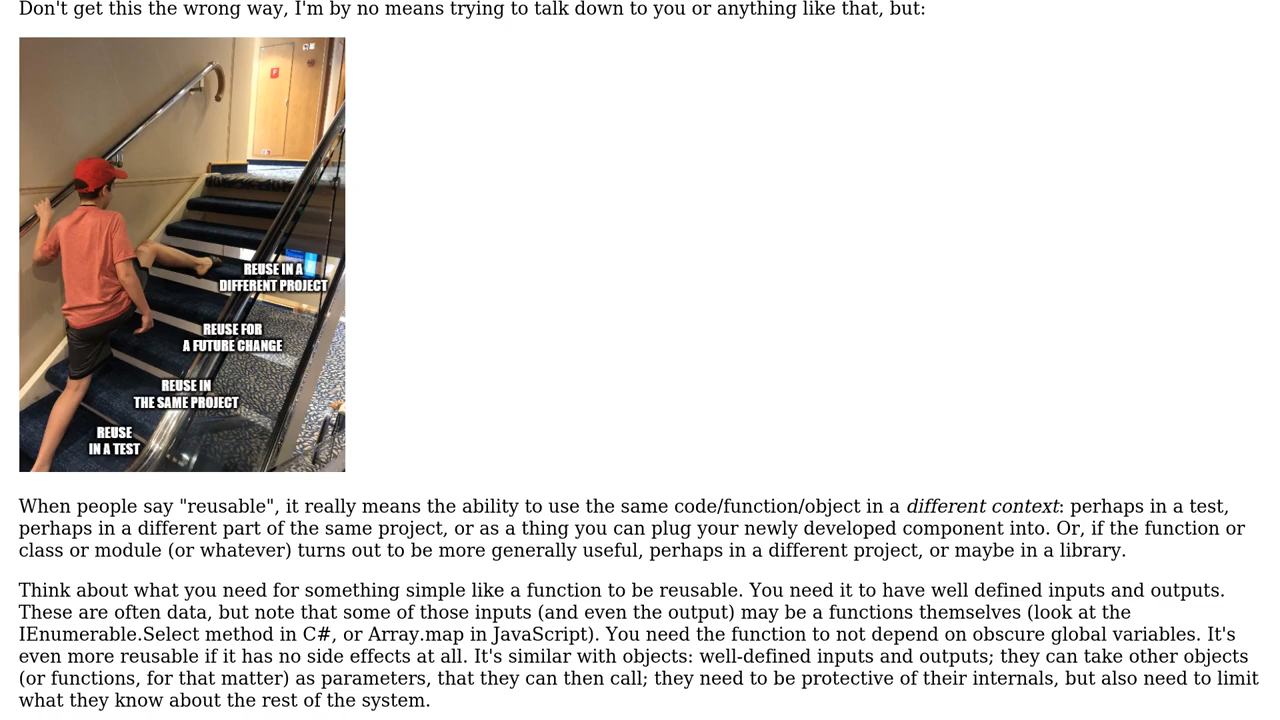 Don't get this the wrong way, I'm by no means trying to talk down to you or anything like that, but:
REUSE IN A
DIFFERENT PROJECT
REUSE FOR
A FUTURE CHANGE
REUSE IN
THE SAME PROJECT
REUSE
IN A TEST
When people say "reusable", it really means the ability to use the same code/function/object in a different context: perhaps in a test,
perhaps in a different part of the same project, or as a thing you can plug your newly developed component into. Or, if the function or
class or module (or whatever) turns out to be more generally useful, perhaps in a different project, or maybe in a library.
Think about what you need for something simple like a function to be reusable. You need it to have well defined inputs and outputs.
These are often data, but note that some of those inputs (and even the output) may be a functions themselves (look at the
IEnumerable.Select method in C#, or Array.map in JavaScript). You need the function to not depend on obscure global variables. It's
even more reusable if it has no side effects at all. It's similar with objects: well-defined inputs and outputs; they can take other objects
(or functions, for that matter) as parameters, that they can then call; they need to be protective of their internals, but also need to limit
what they know about the rest of the system.